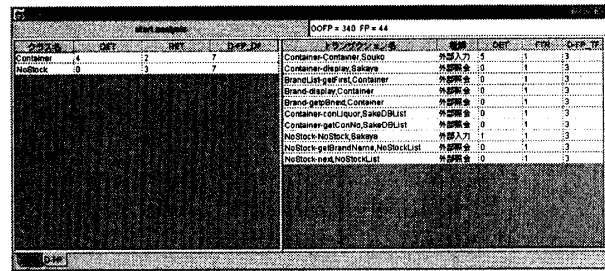 start analysis
OOFP = 340 FP = 44
クラス名 DET RET O-FP_DF
Container 4 2 7
NoStock 0 3 7
トランザクション名 種類 DET FTR O-FP_TF
Container-Container,Souko 外部入力 5 1 3
Container-display,Sakaya 外部照会 0 1 3
BrandList-getFirst,Container 外部照会 0 1 3
Brand-display,Container 外部照会 0 1 3
Brand-getpBnext,Container 外部照会 0 1 3
Container-conLiquor,SakeDBList 外部照会 0 1 3
Container-getConNo,SakeDBList 外部照会 0 1 3
NoStock-NoStock,Sakaya 外部入力 1 1 3
NoStock-getBrandName,NoStockList 外部照会 0 1 3
NoStock-next,NoStockList 外部照会 0 1 3
O-FP